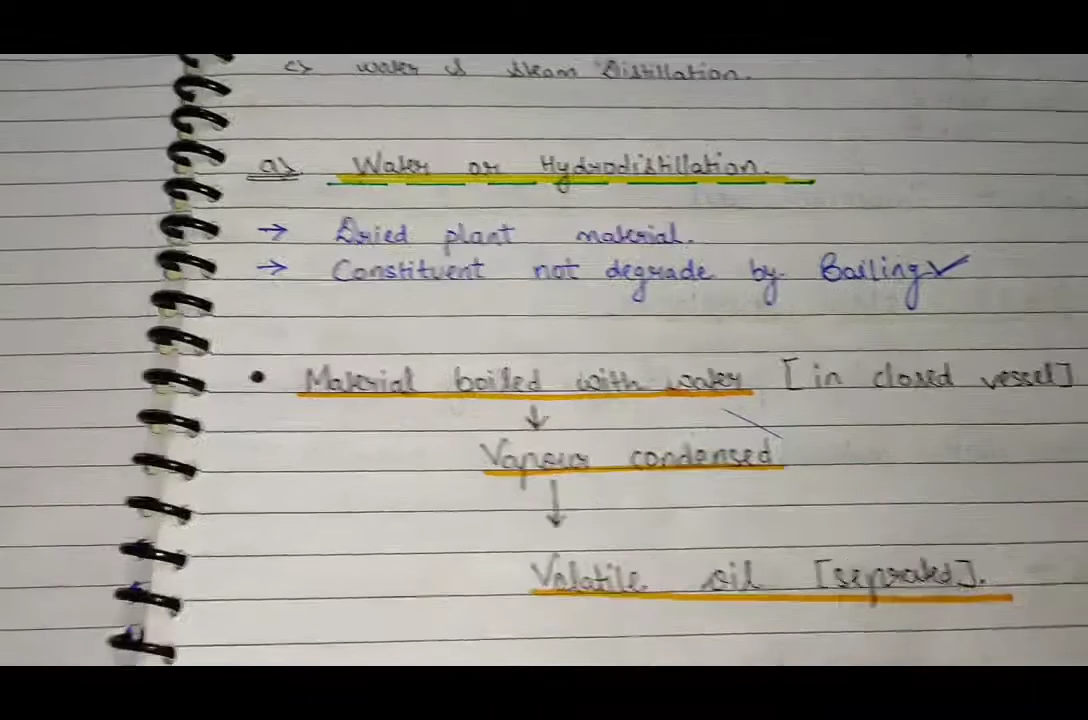 c) water & steam Distillation.
a) Water or Hydrodistillation.
→ Dried plant material.
→ Constituent not degrade by Boiling ✓
• Material boiled with water [in closed vessel]
↓
Vapour condensed
↓
Volatile oil [seprated].